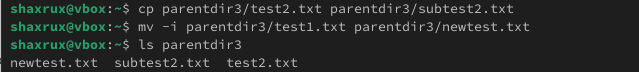 shaxrux@vbox:~$ cp parentdir3/test2.txt parentdir3/subtest2.txt
shaxrux@vbox:~$ mv -i parentdir3/test1.txt parentdir3/newtest.txt
shaxrux@vbox:~$ ls parentdir3
newtest.txt  subtest2.txt  test2.txt